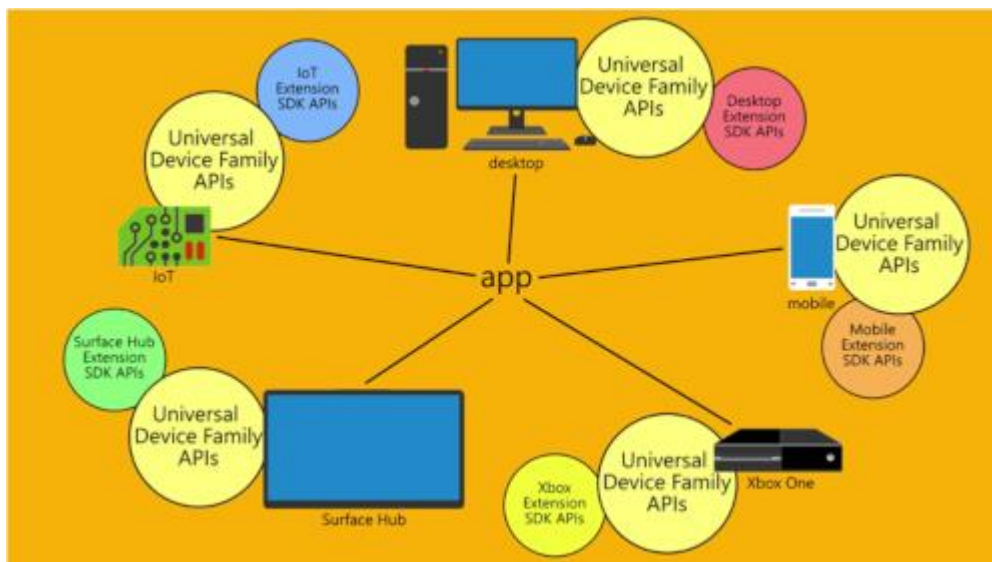 IoT
Extension
SDK APIs
Universal
Device Family
APIs
IoT
desktop
Universal
Device Family
APIs
Desktop
Extension
SDK APIs
Universal
Device Family
APIs
mobile
Mobile
Extension
SDK APIs
app
Surface Hub
Extension
SDK APIs
Universal
Device Family
APIs
Surface Hub
Xbox
Extension
SDK APIs
Universal
Device Family
APIs
Xbox One